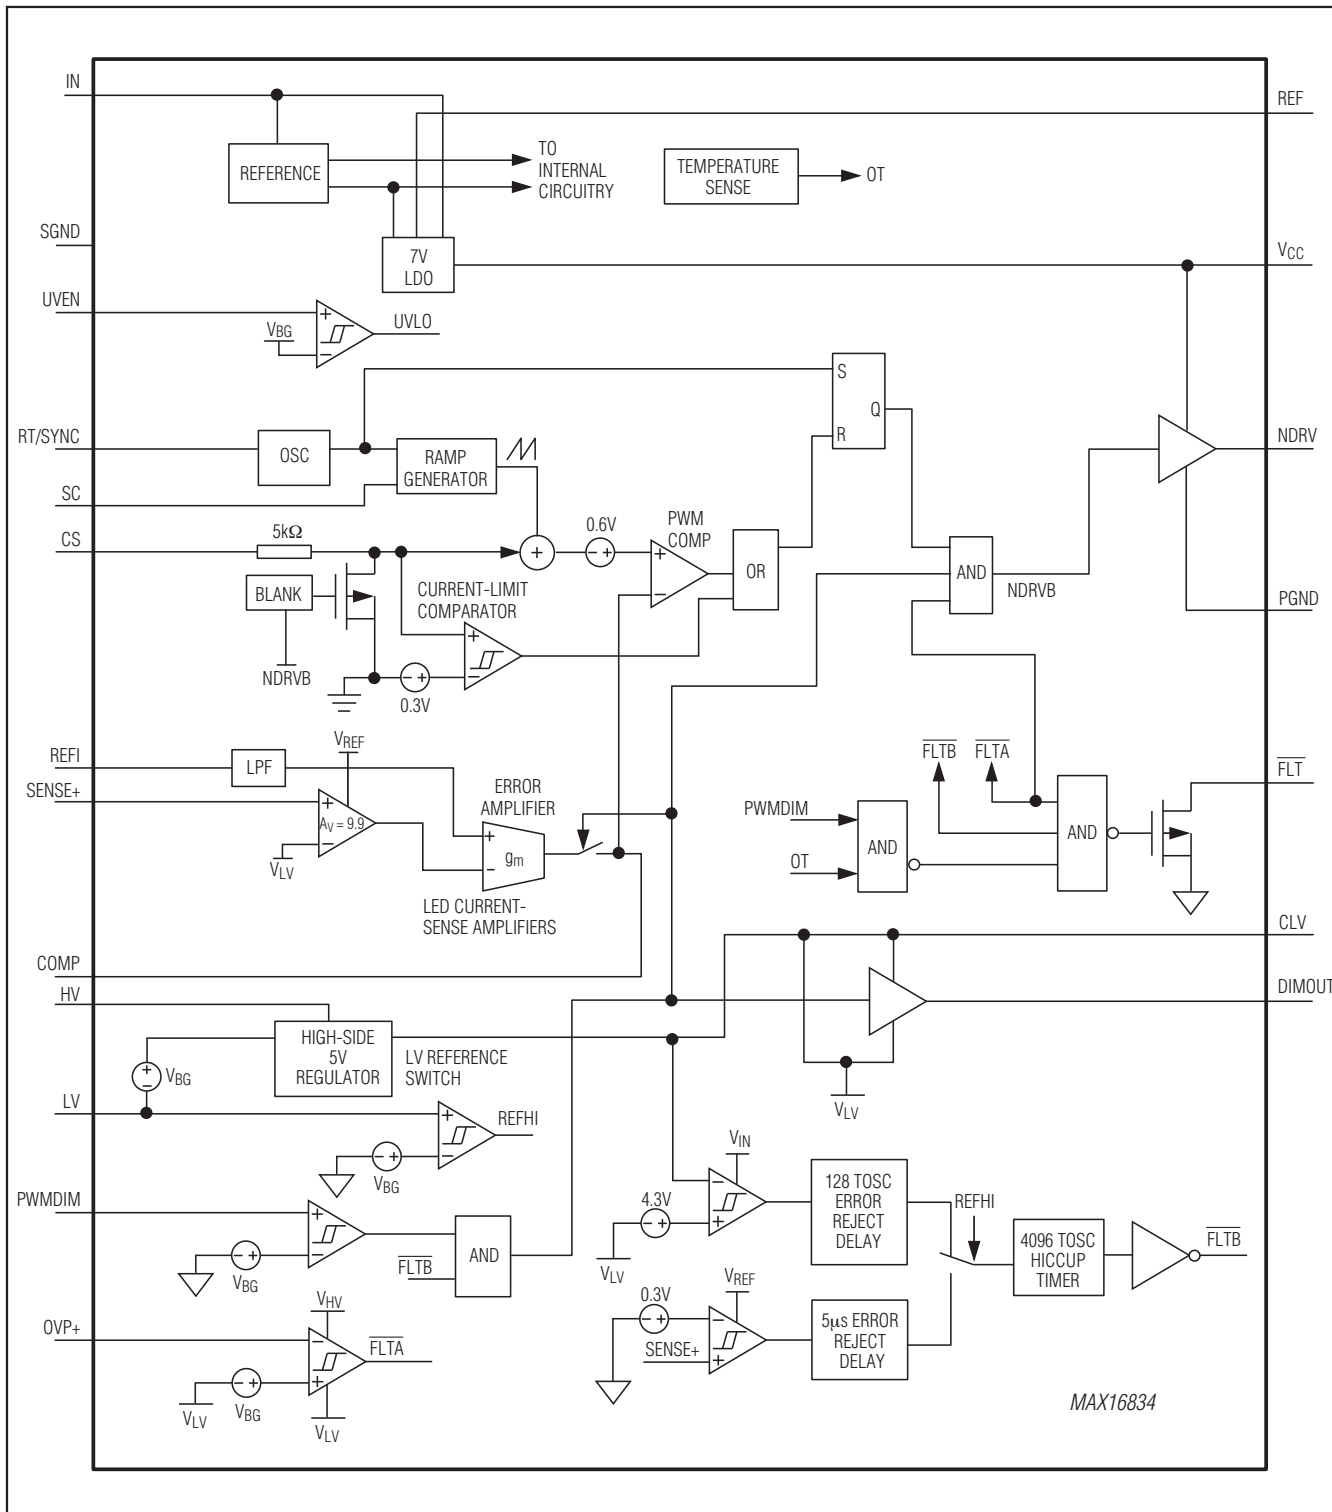 IN
REF
REFERENCE
TO
INTERNAL
CIRCUITRY
TEMPERATURE
SENSE
OT
SGND
7V
LDO
VCC
UVEN
VBG
+
−
UVLO
S
Q
R
RT/SYNC
OSC
RAMP
GENERATOR
NDRV
SC
CS
5kΩ
+
0.6V
− +
PWM
COMP
+
−
OR
AND
NDRVB
BLANK
CURRENT-LIMIT
COMPARATOR
+
−
PGND
NDRVB
− +
0.3V
REFI
LPF
VREF
SENSE+
+
AV = 9.9
−
VLV
ERROR
AMPLIFIER
+
gm
-
LED CURRENT-
SENSE AMPLIFIERS
FLTB
FLTA
FLT
PWMDIM
OT
AND
AND
COMP
CLV
HV
DIMOUT
HIGH-SIDE
5V
REGULATOR
LV REFERENCE
SWITCH
+
−
VBG
LV
+
−
REFHI
− +
VBG
VLV
PWMDIM
+
−
− +
VBG
AND
FLTB
VIN
4.3V
− +
−
+
VLV
128 TOSC
ERROR
REJECT
DELAY
REFHI
4096 TOSC
HICCUP
TIMER
FLTB
OVP+
VHV
−
+
FLTA
− +
VLV
VBG
VLV
VREF
0.3V
− +
−
+
SENSE+
5µs ERROR
REJECT
DELAY
MAX16834